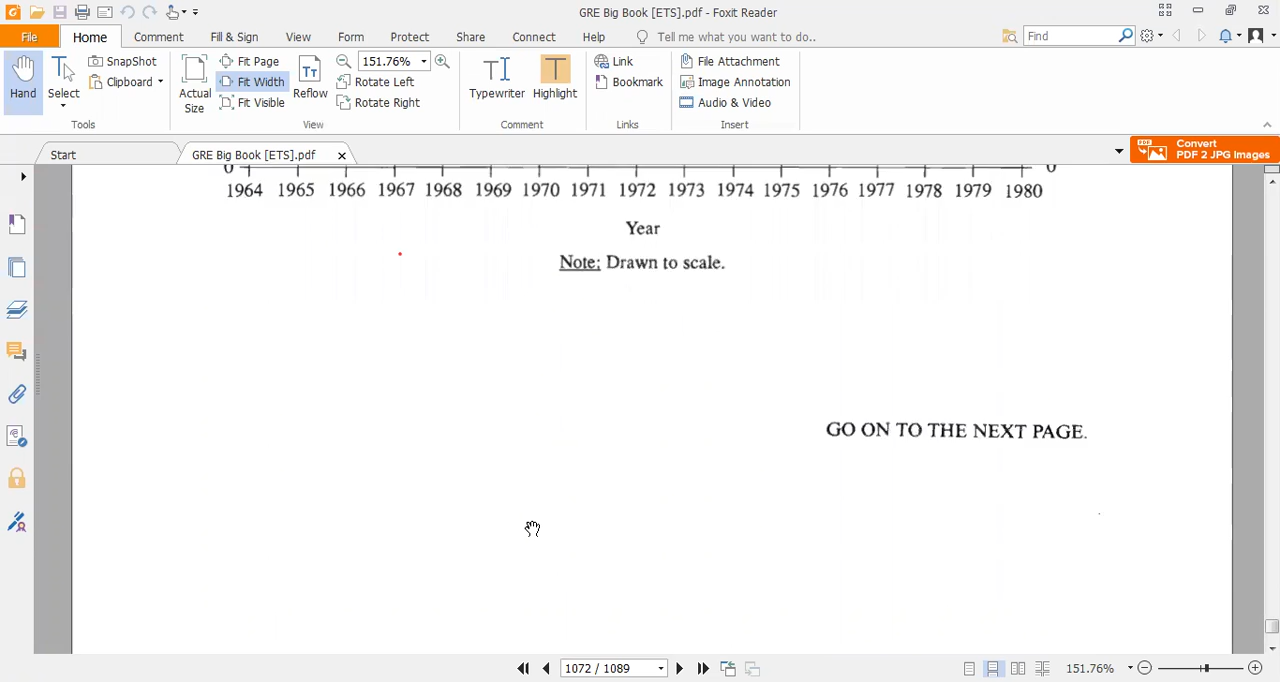 GRE Big Book [ETS].pdf - Foxit Reader
File Home Comment Fill & Sign View Form Protect Share Connect Help Tell me what you want to do.. Find
Hand
Select
SnapShot
Clipboard
Tools
Actual Size
Fit Page
Fit Width
Fit Visible
Reflow
151.76%
Rotate Left
Rotate Right
View
Typewriter
Highlight
Comment
Link
Bookmark
Links
File Attachment
Image Annotation
Audio & Video
Insert
Start
GRE Big Book [ETS].pdf
Convert
PDF 2 JPG Images
0 0
1964 1965 1966 1967 1968 1969 1970 1971 1972 1973 1974 1975 1976 1977 1978 1979 1980
Year
Note: Drawn to scale.
GO ON TO THE NEXT PAGE.
1072 / 1089
151.76%